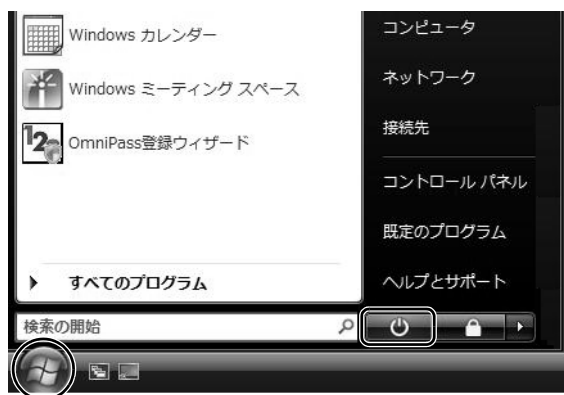 Windows カレンダー
Windows ミーティング スペース
12
OmniPass登録ウィザード
すべてのプログラム
検索の開始
コンピュータ
ネットワーク
接続先
コントロール パネル
既定のプログラム
ヘルプとサポート